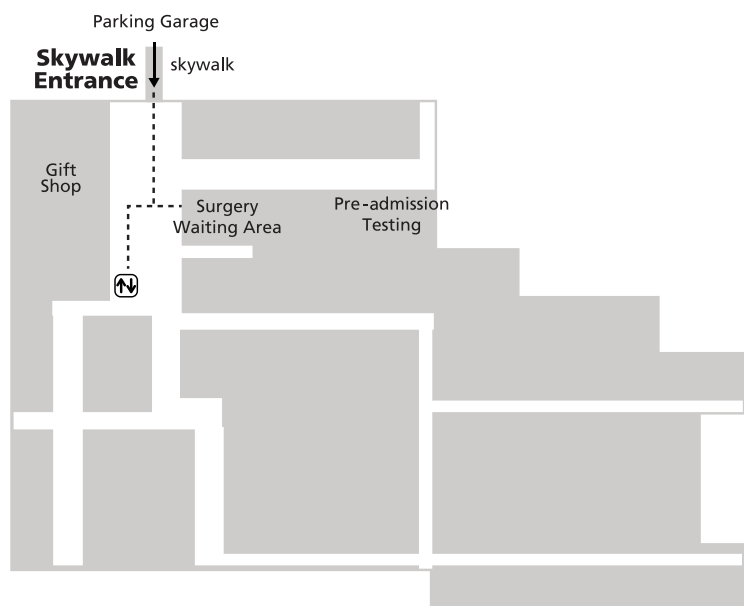 Parking Garage
Skywalk
Entrance
skywalk
Gift
Shop
Surgery
Waiting Area
Pre-admission
Testing